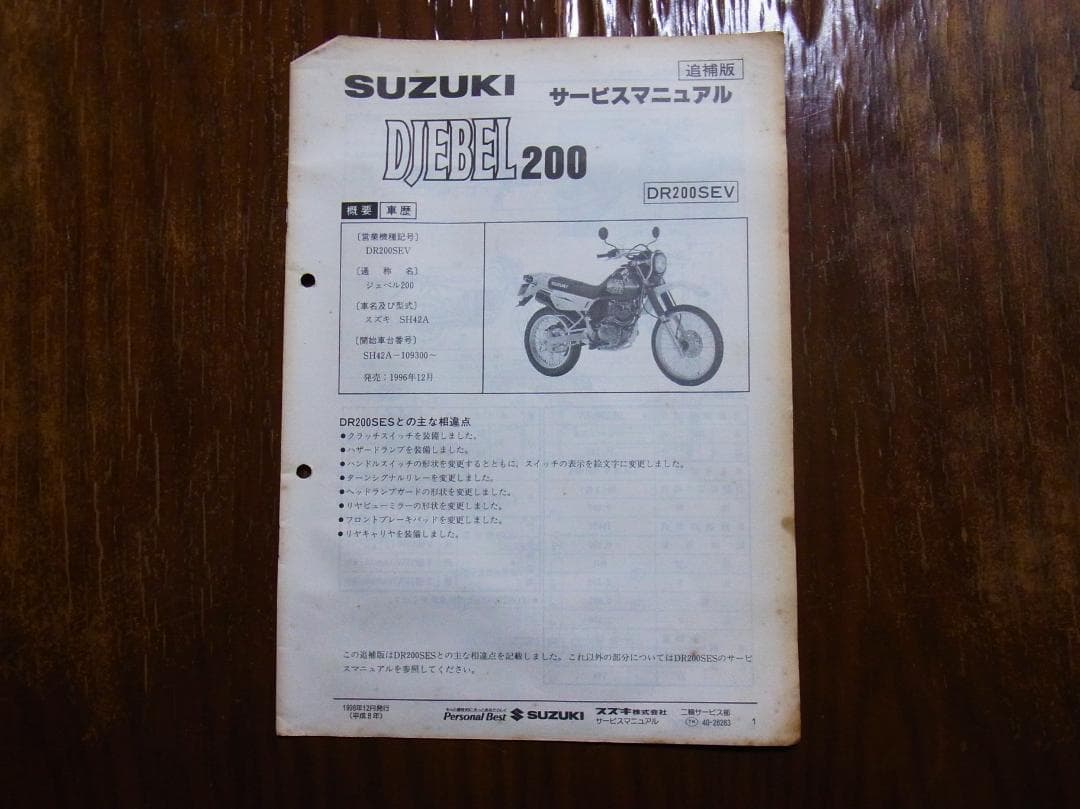 追補版
SUZUKI サービスマニュアル
DJEBEL 200
DR200SEV
概要 車歴
〔営業機種記号〕
DR200SEV
〔通 称 名〕
ジェベル200
〔車名及び型式〕
スズキ SH42A
〔開始車台番号〕
SH42A－109300～
発売：1996年12月
SUZUKI
DR200SESとの主な相違点
●クラッチスイッチを装備しました。
●ハザードランプを装備しました。
●ハンドルスイッチの形状を変更するとともに、スイッチの表示を絵文字に変更しました。
●ターンシグナルリレーを変更しました。
●ヘッドランプガードの形状を変更しました。
●リヤビューミラーの形状を変更しました。
●フロントブレーキパッドを変更しました。
●リヤキャリヤを装備しました。
この追補版はDR200SESとの主な相違点を記載しました。これ以外の部分についてはDR200SESのサービ
スマニュアルを参照してください。
1996年12月発行
(平成8年)
Personal Best SUZUKI
スズキ株式会社 二輪サービス部
サービスマニュアル TK 40-28263 1